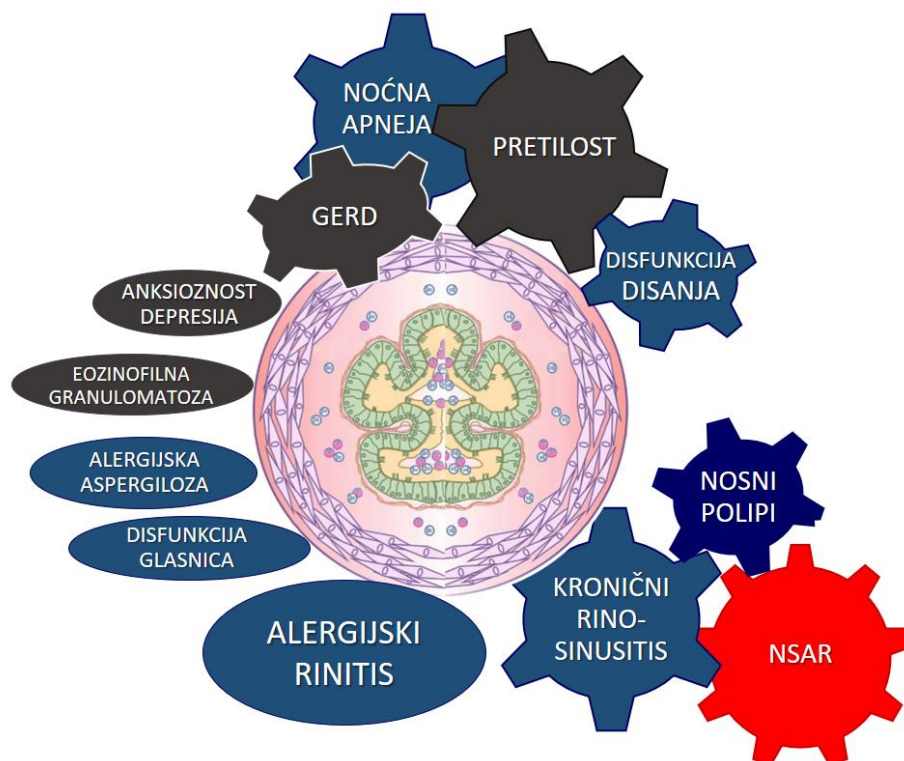 NOĆNA
APNEJA
PRETILOST
GERD
DISFUNKCIJA
DISANJA
ANKSIOZNOST
DEPRESIJA
EOZINOFILNA
GRANULOMATOZA
ALERGIJSKA
ASPERGILOZA
DISFUNKCIJA
GLASNICA
ALERGIJSKI
RINITIS
NOSNI
POLIPI
KRONIČNI
RINO-
SINUSITIS
NSAR